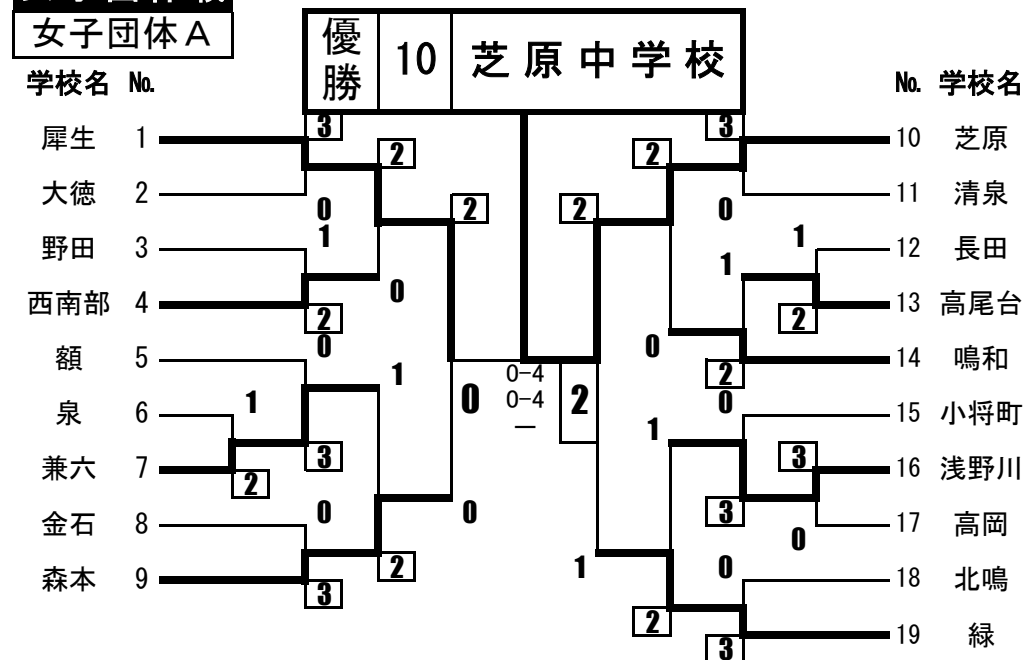 女子団体A
優勝 10 芝原中学校
学校名 No.
No. 学校名
犀生 1
大徳 2
野田 3
西南部 4
額 5
泉 6
兼六 7
金石 8
森本 9
10 芝原
11 清泉
12 長田
13 高尾台
14 鳴和
15 小将町
16 浅野川
17 高岡
18 北鳴
19 緑
3
2
0
1
2
0
2
0
1
1
3
2
0
0
2
3
0
0-4
0-4
—
2
3
2
2
0
1
1
2
0
2
0
1
3
3
0
1
0
2
3